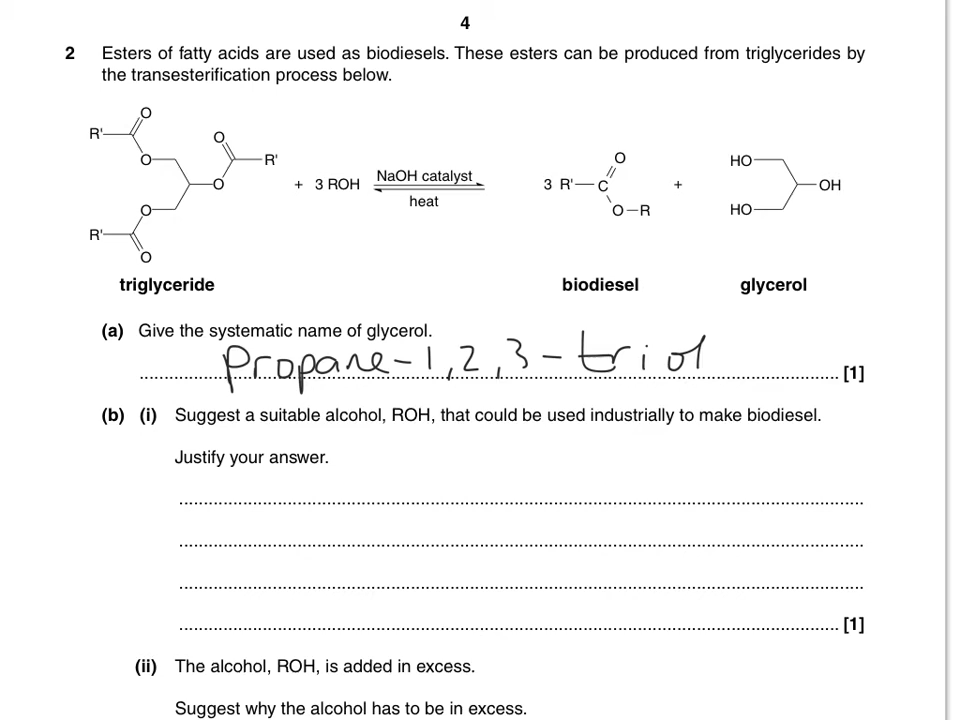 4
2 Esters of fatty acids are used as biodiesels. These esters can be produced from triglycerides by
the transesterification process below.
R'
O
O
O
O
R'
O
R'
O
+ 3 ROH
NaOH catalyst
heat
3 R'
C
O
O
R
+
HO
HO
OH
triglyceride biodiesel glycerol
(a) Give the systematic name of glycerol.
propane-1,2,3-triol
[1]
(b) (i) Suggest a suitable alcohol, ROH, that could be used industrially to make biodiesel.
Justify your answer.
[1]
(ii) The alcohol, ROH, is added in excess.
Suggest why the alcohol has to be in excess.